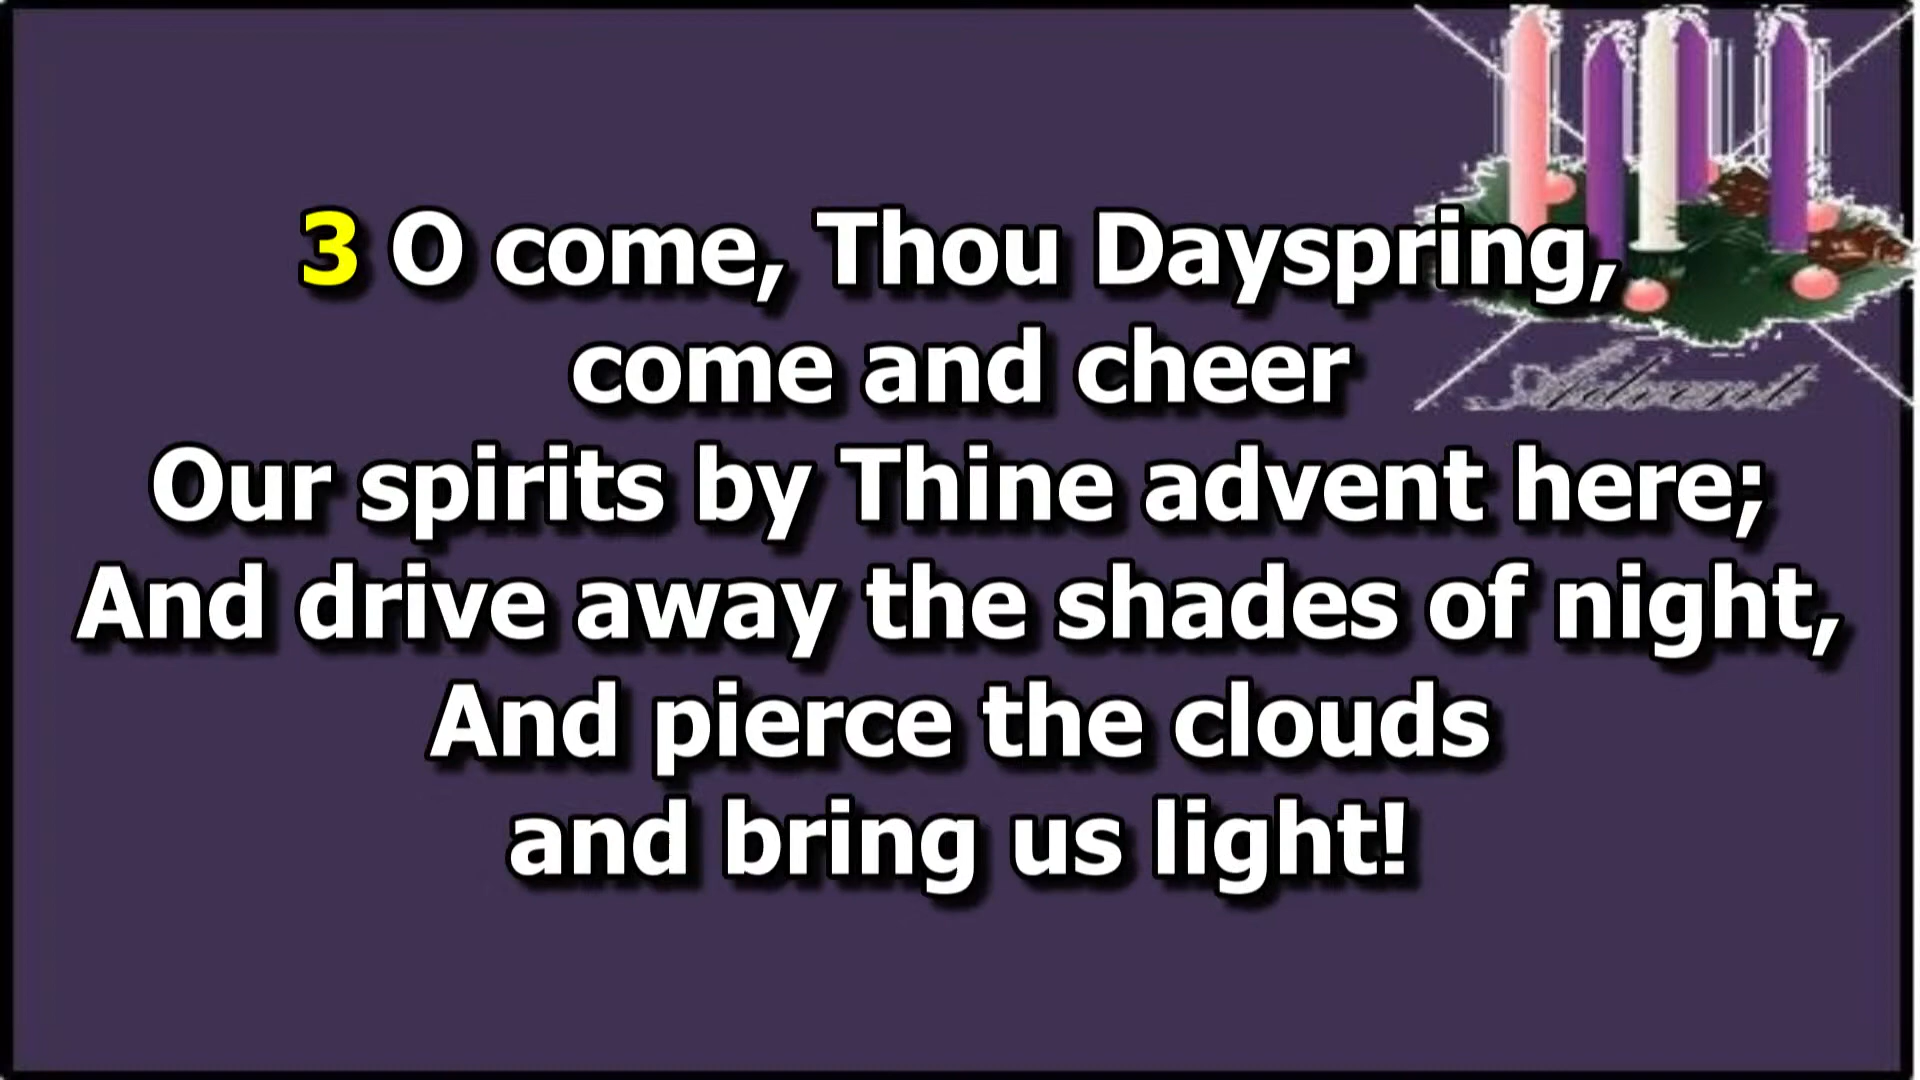 3 O come, Thou Dayspring,
come and cheer
Our spirits by Thine advent here;
And drive away the shades of night,
And pierce the clouds
and bring us light!
Advent